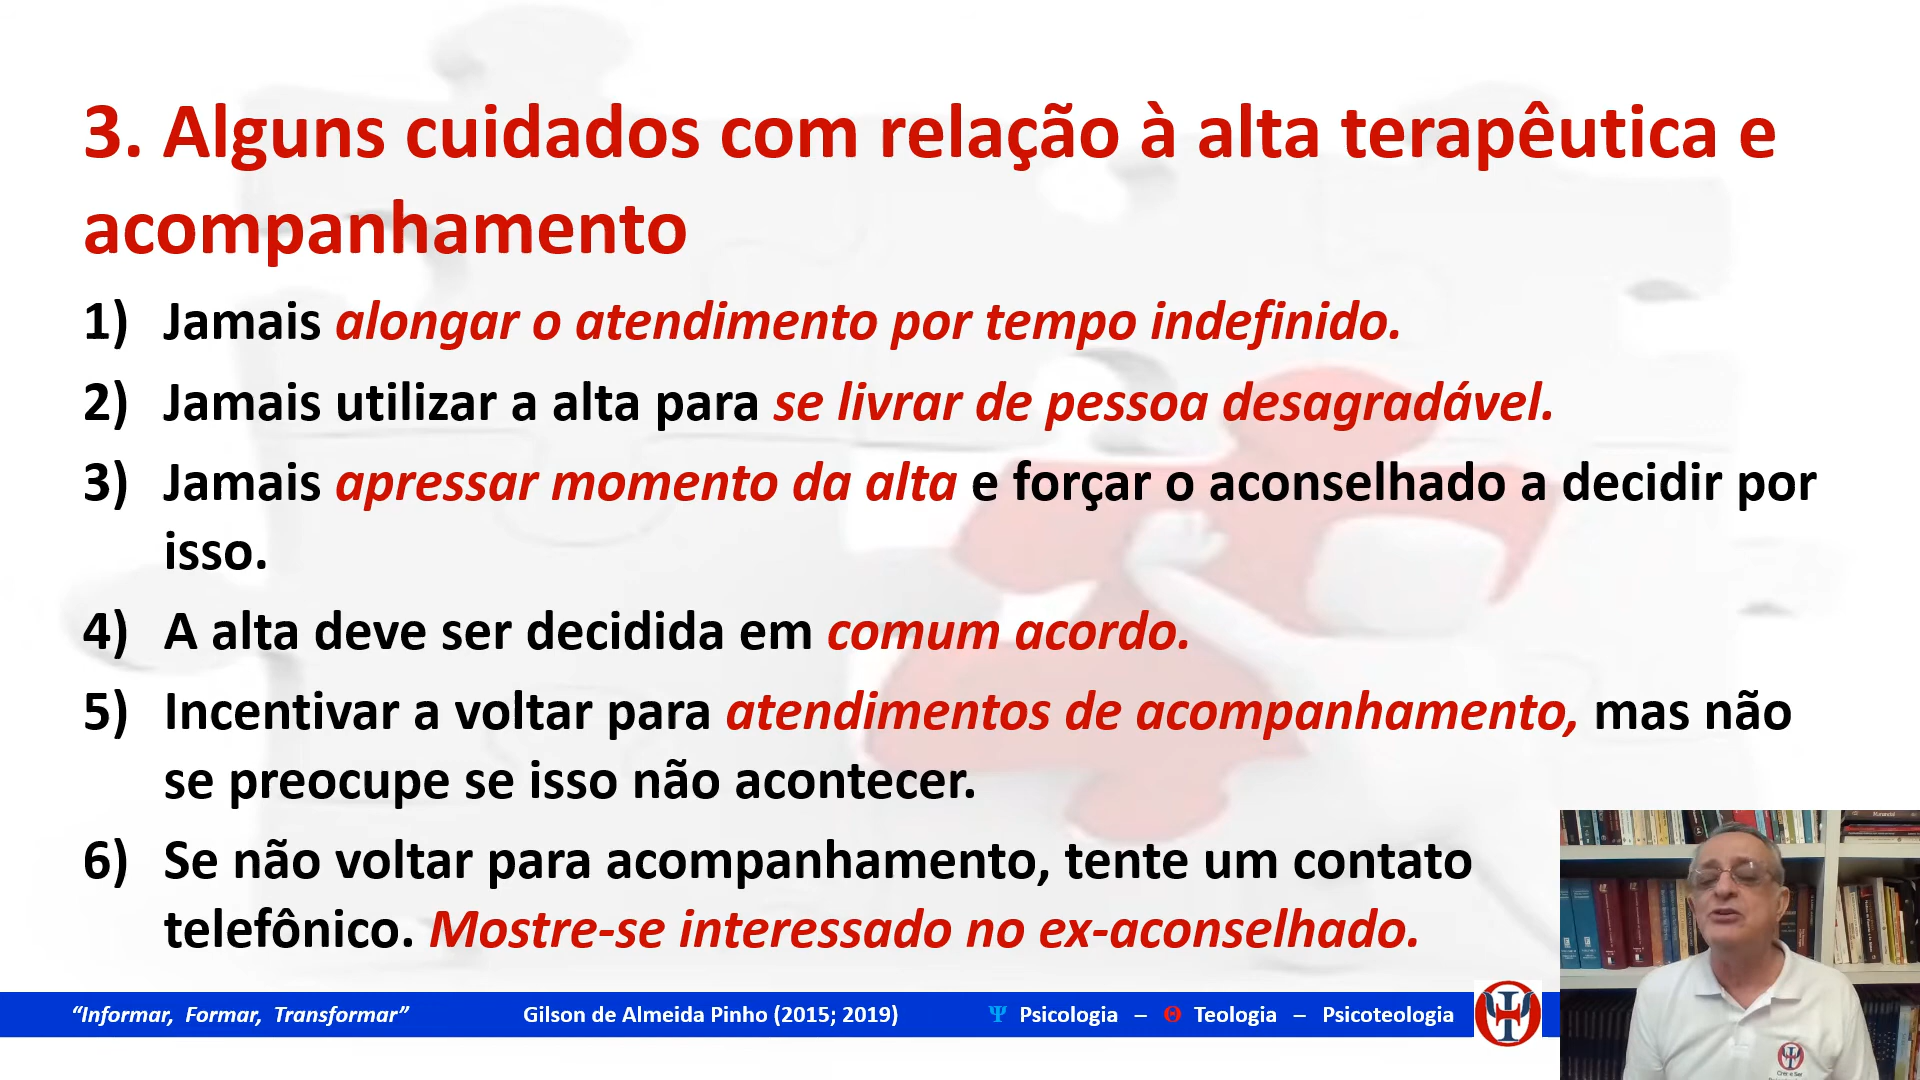 3. Alguns cuidados com relação à alta terapêutica e
acompanhamento
1) Jamais alongar o atendimento por tempo indefinido.
2) Jamais utilizar a alta para se livrar de pessoa desagradável.
3) Jamais apressar momento da alta e forçar o aconselhado a decidir por
isso.
4) A alta deve ser decidida em comum acordo.
5) Incentivar a voltar para atendimentos de acompanhamento, mas não
se preocupe se isso não acontecer.
6) Se não voltar para acompanhamento, tente um contato
telefônico. Mostre-se interessado no ex-aconselhado.
“Informar, Formar, Transformar” Gilson de Almeida Pinho (2015; 2019) Ψ Psicologia – Θ Teologia – Psicoteologia